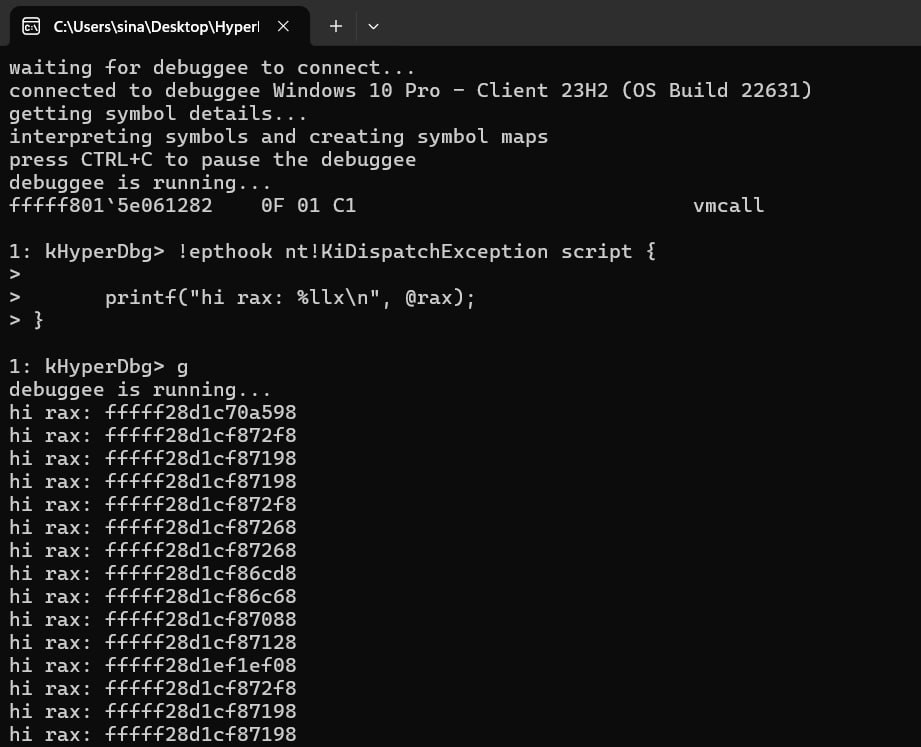 C:\Users\sina\Desktop\Hyperl
waiting for debuggee to connect...
connected to debuggee Windows 10 Pro - Client 23H2 (OS Build 22631)
getting symbol details...
interpreting symbols and creating symbol maps
press CTRL+C to pause the debuggee
debuggee is running...
fffff801`5e061282    0F 01 C1                            vmcall
1: kHyperDbg> !epthook nt!KiDispatchException script {
>
>       printf("hi rax: %llx\n", @rax);
> }
1: kHyperDbg> g
debuggee is running...
hi rax: fffff28d1c70a598
hi rax: fffff28d1cf872f8
hi rax: fffff28d1cf87198
hi rax: fffff28d1cf87198
hi rax: fffff28d1cf872f8
hi rax: fffff28d1cf87268
hi rax: fffff28d1cf87268
hi rax: fffff28d1cf86cd8
hi rax: fffff28d1cf86c68
hi rax: fffff28d1cf87088
hi rax: fffff28d1cf87128
hi rax: fffff28d1ef1ef08
hi rax: fffff28d1cf872f8
hi rax: fffff28d1cf87198
hi rax: fffff28d1cf87198